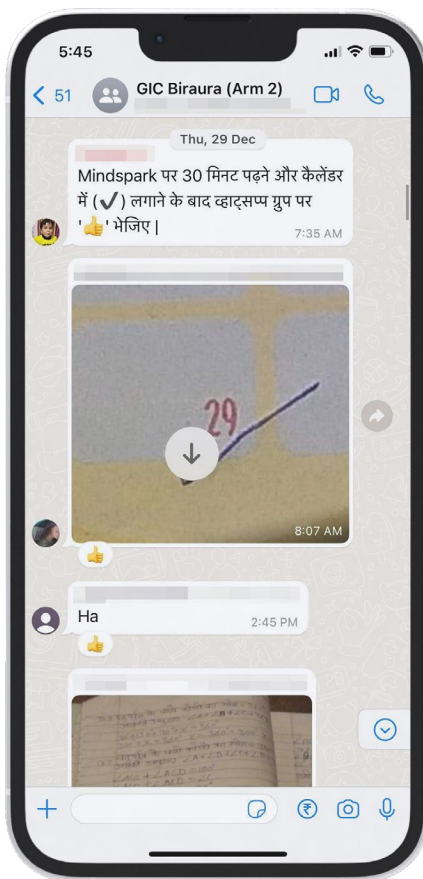 5:45
51
GIC Biraura (Arm 2)
Thu, 29 Dec
Mindspark पर 30 मिनट पढ़ने और कैलेंडर
में (✓) लगाने के बाद व्हाट्सप्प ग्रुप पर
'👍' भेजिए |
7:35 AM
29
8:07 AM
👍
Ha
2:45 PM
👍